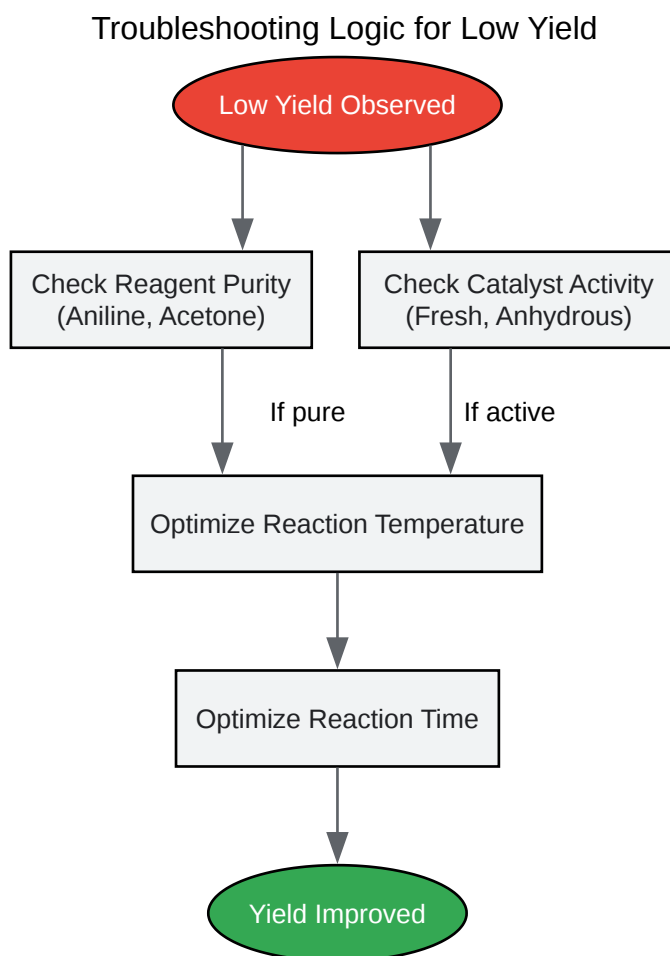 Troubleshooting Logic for Low Yield
Low Yield Observed
Check Reagent Purity
(Aniline, Acetone)
Check Catalyst Activity
(Fresh, Anhydrous)
If pure
If active
Optimize Reaction Temperature
Optimize Reaction Time
Yield Improved